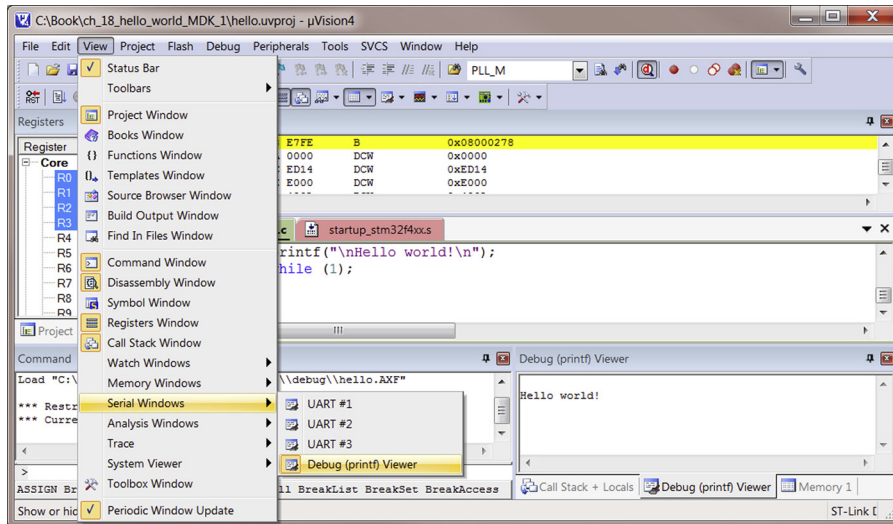 C:\Book\ch_18_hello_world_MDK_1\hello.uvproj - µVision4
File Edit View Project Flash Debug Peripherals Tools SVCS Window Help
PLL_M
RST
Status Bar
Toolbars
Project Window
Books Window
Functions Window
Templates Window
Source Browser Window
Build Output Window
Find In Files Window
Command Window
Disassembly Window
Symbol Window
Registers Window
Call Stack Window
Watch Windows
Memory Windows
Serial Windows
Analysis Windows
Trace
System Viewer
Toolbox Window
Periodic Window Update
UART #1
UART #2
UART #3
Debug (printf) Viewer
Registers
Register
Core
R0
R1
R2
R3
R4
R5
R6
R7
R8
R9
Project
E7FE B 0x08000278
0000 DCW 0x0000
ED14 DCW 0xED14
E000 DCW 0xE000
.c startup_stm32f4xx.s
rintf("\nHello world!\n");
hile (1);
Command
Load "C:\ \\debug\\hello.AXF"
*** Restr
*** Curre
>
ASSIGN Br ll BreakList BreakSet BreakAccess
Debug (printf) Viewer
Hello world!
Call Stack + Locals Debug (printf) Viewer Memory 1
Show or hid ST-Link